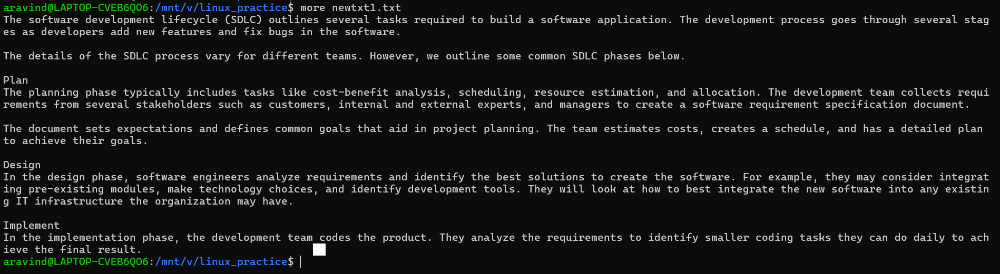 aravind@LAPTOP-CVEB6QO6:/mnt/v/linux_practice$ more newtxt1.txt
The software development lifecycle (SDLC) outlines several tasks required to build a software application. The development process goes through several stag
es as developers add new features and fix bugs in the software.

The details of the SDLC process vary for different teams. However, we outline some common SDLC phases below.

Plan
The planning phase typically includes tasks like cost-benefit analysis, scheduling, resource estimation, and allocation. The development team collects requi
rements from several stakeholders such as customers, internal and external experts, and managers to create a software requirement specification document.

The document sets expectations and defines common goals that aid in project planning. The team estimates costs, creates a schedule, and has a detailed plan
to achieve their goals.

Design
In the design phase, software engineers analyze requirements and identify the best solutions to create the software. For example, they may consider integrat
ing pre-existing modules, make technology choices, and identify development tools. They will look at how to best integrate the new software into any existin
g IT infrastructure the organization may have.

Implement
In the implementation phase, the development team codes the product. They analyze the requirements to identify smaller coding tasks they can do daily to ach
ieve the final result.
aravind@LAPTOP-CVEB6QO6:/mnt/v/linux_practice$